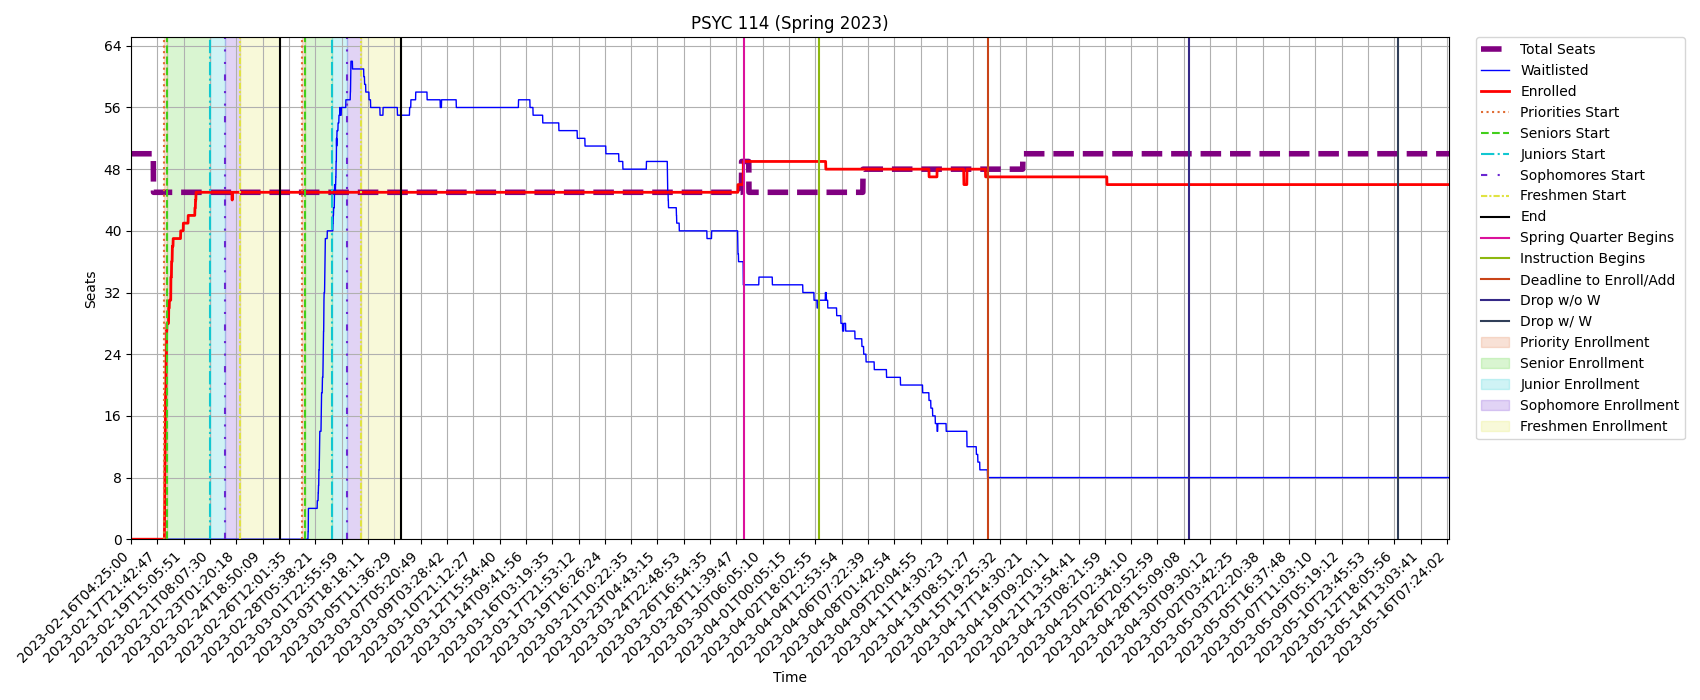 PSYC 114 (Spring 2023)
Seats
64
56
48
40
32
24
16
8
0
2023-02-16T04:25:00
2023-02-17T21:42:47
2023-02-19T15:05:51
2023-02-21T08:07:30
2023-02-23T01:20:18
2023-02-24T18:50:09
2023-02-26T12:01:35
2023-02-28T05:38:21
2023-03-01T22:55:59
2023-03-03T18:18:11
2023-03-05T11:36:29
2023-03-07T05:20:49
2023-03-09T03:28:42
2023-03-10T21:12:27
2023-03-12T15:54:40
2023-03-14T09:41:56
2023-03-16T03:19:35
2023-03-17T21:53:12
2023-03-19T16:26:24
2023-03-21T10:22:35
2023-03-23T04:43:15
2023-03-24T22:48:53
2023-03-26T16:54:35
2023-03-28T11:39:47
2023-03-30T06:05:10
2023-04-01T00:05:15
2023-04-02T18:02:55
2023-04-04T12:53:54
2023-04-06T07:22:39
2023-04-08T01:42:54
2023-04-09T20:04:55
2023-04-11T14:30:23
2023-04-13T08:51:27
2023-04-15T19:25:32
2023-04-17T14:30:21
2023-04-19T09:20:11
2023-04-21T13:54:41
2023-04-23T08:21:59
2023-04-25T02:34:10
2023-04-26T20:52:59
2023-04-28T15:09:08
2023-04-30T09:30:12
2023-05-02T03:42:25
2023-05-03T22:20:38
2023-05-05T16:37:48
2023-05-07T11:03:10
2023-05-09T05:19:12
2023-05-10T23:45:53
2023-05-12T18:05:56
2023-05-14T13:03:41
2023-05-16T07:24:02
Time
Total Seats
Waitlisted
Enrolled
Priorities Start
Seniors Start
Juniors Start
Sophomores Start
Freshmen Start
End
Spring Quarter Begins
Instruction Begins
Deadline to Enroll/Add
Drop w/o W
Drop w/ W
Priority Enrollment
Senior Enrollment
Junior Enrollment
Sophomore Enrollment
Freshmen Enrollment